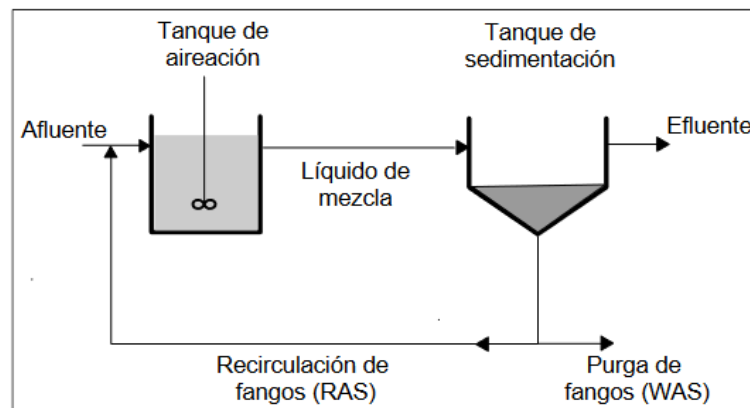 Tanque de
aireación
Tanque de
sedimentación
Afluente
Efluente
Líquido de
mezcla
Recirculación de
fangos (RAS)
Purga de
fangos (WAS)